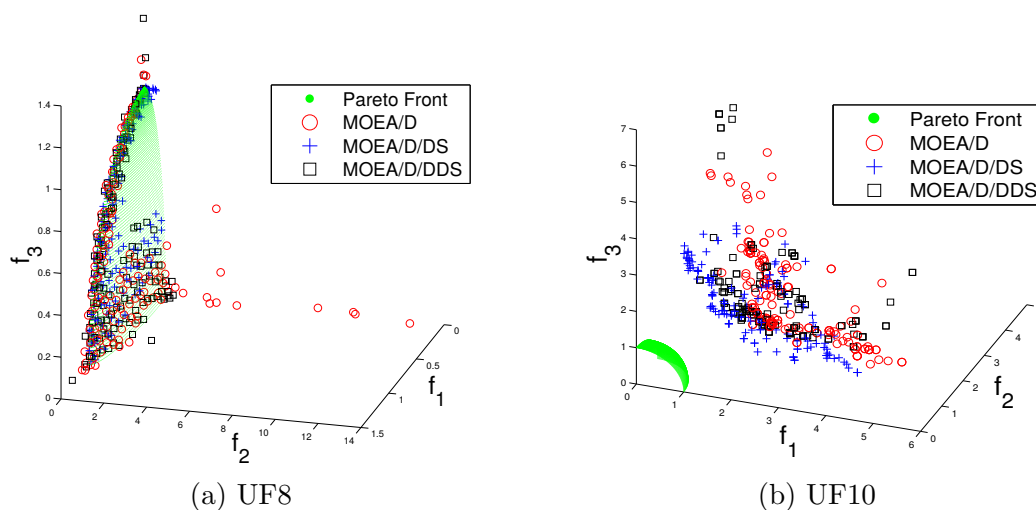 Pareto Front
MOEA/D
MOEA/D/DS
MOEA/D/DDS
1.4
1.2
1
0.8
0.6
0.4
0.2
0
f3
0
2
4
6
8
10
12
14
f2
0
0.5
1
1.5
f1
(a) UF8
Pareto Front
MOEA/D
MOEA/D/DS
MOEA/D/DDS
7
6
5
4
3
2
1
0
f3
0
1
2
3
4
5
6
f1
0
1
2
3
4
f2
(b) UF10